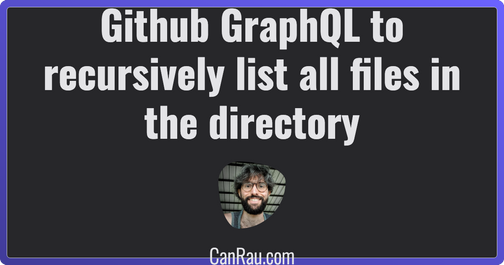 Github GraphQL to
recursively list all files in
the directory
CanRau.com